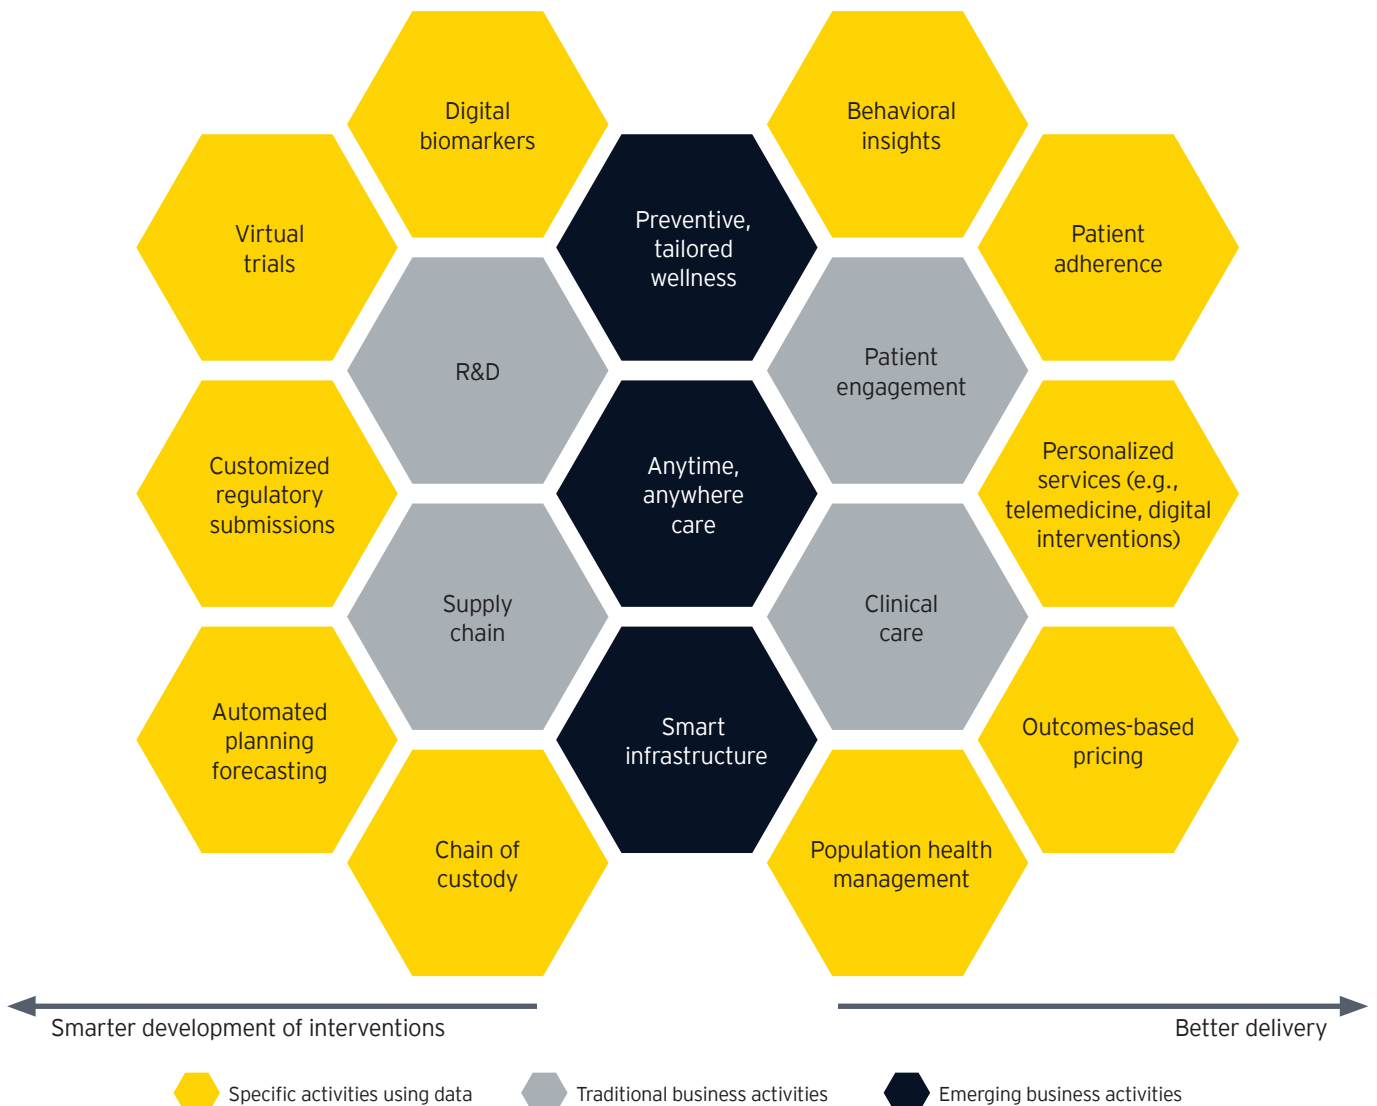 Digital
biomarkers
Behavioral
insights
Preventive,
tailored
wellness
Virtual
trials
Patient
adherence
R&D
Patient
engagement
Customized
regulatory
submissions
Anytime,
anywhere
care
Personalized
services (e.g.,
telemedicine, digital
interventions)
Supply
chain
Clinical
care
Automated
planning
forecasting
Smart
infrastructure
Outcomes-based
pricing
Chain of
custody
Population health
management
Smarter development of interventions
Better delivery
Specific activities using data
Traditional business activities
Emerging business activities